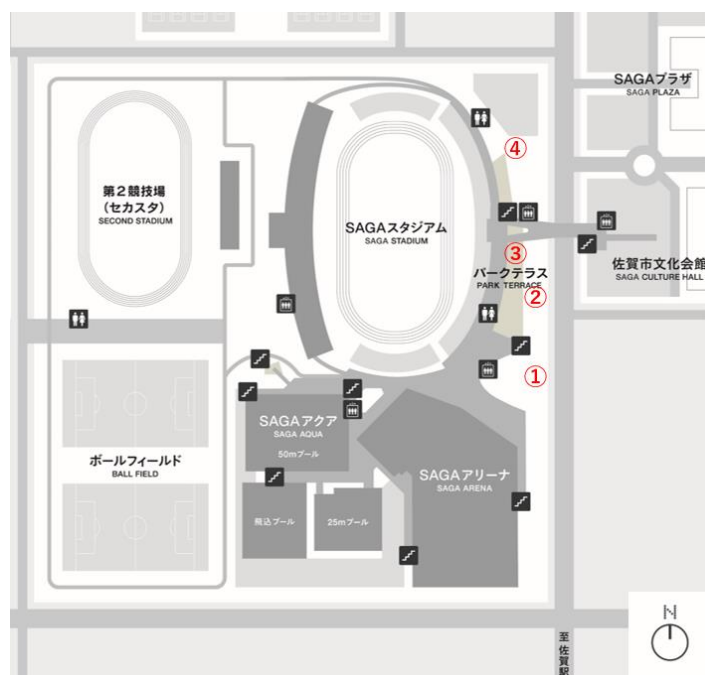 SAGAプラザ
SAGA PLAZA
④
第2競技場
（セカスタ）
SECOND STADIUM
SAGAスタジアム
SAGA STADIUM
③
パークテラス
PARK TERRACE
佐賀市文化会館
SAGA CULTURE HALL
②
①
SAGAアクア
SAGA AQUA
50mプール
ボールフィールド
BALL FIELD
SAGAアリーナ
SAGA ARENA
飛込プール
25mプール
N
至佐賀駅